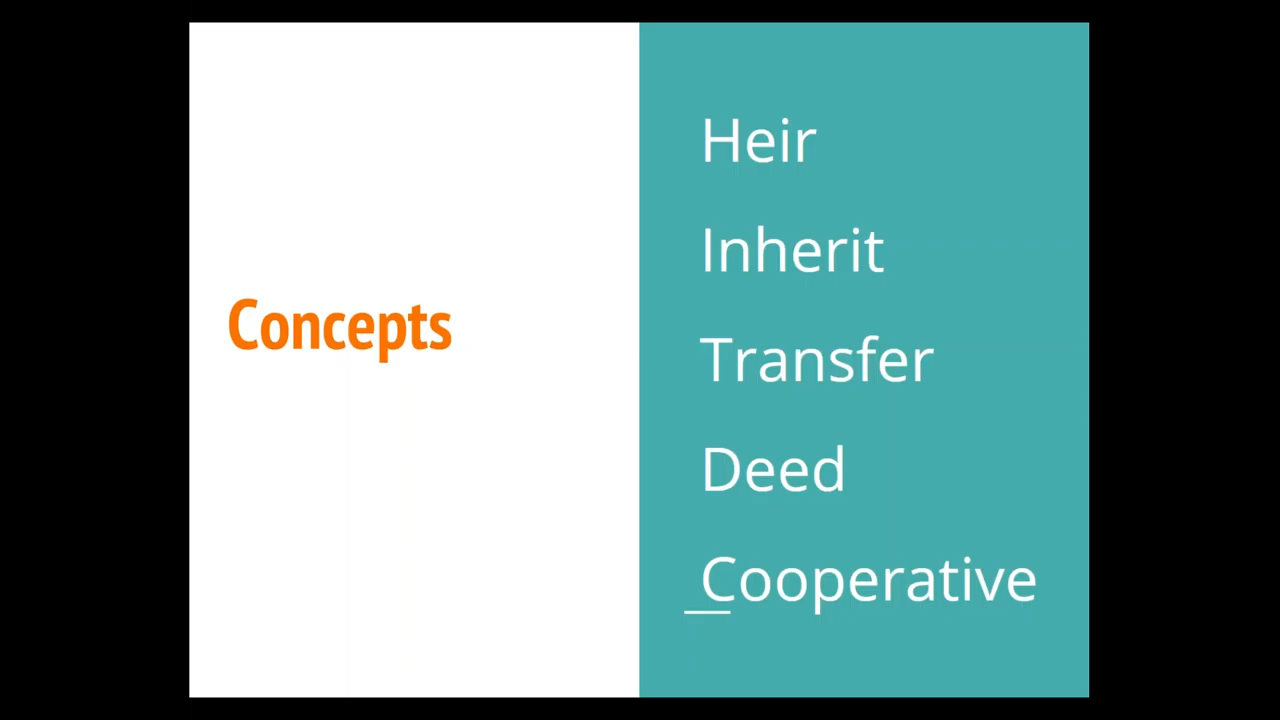 Concepts
Heir
Inherit
Transfer
Deed
Cooperative